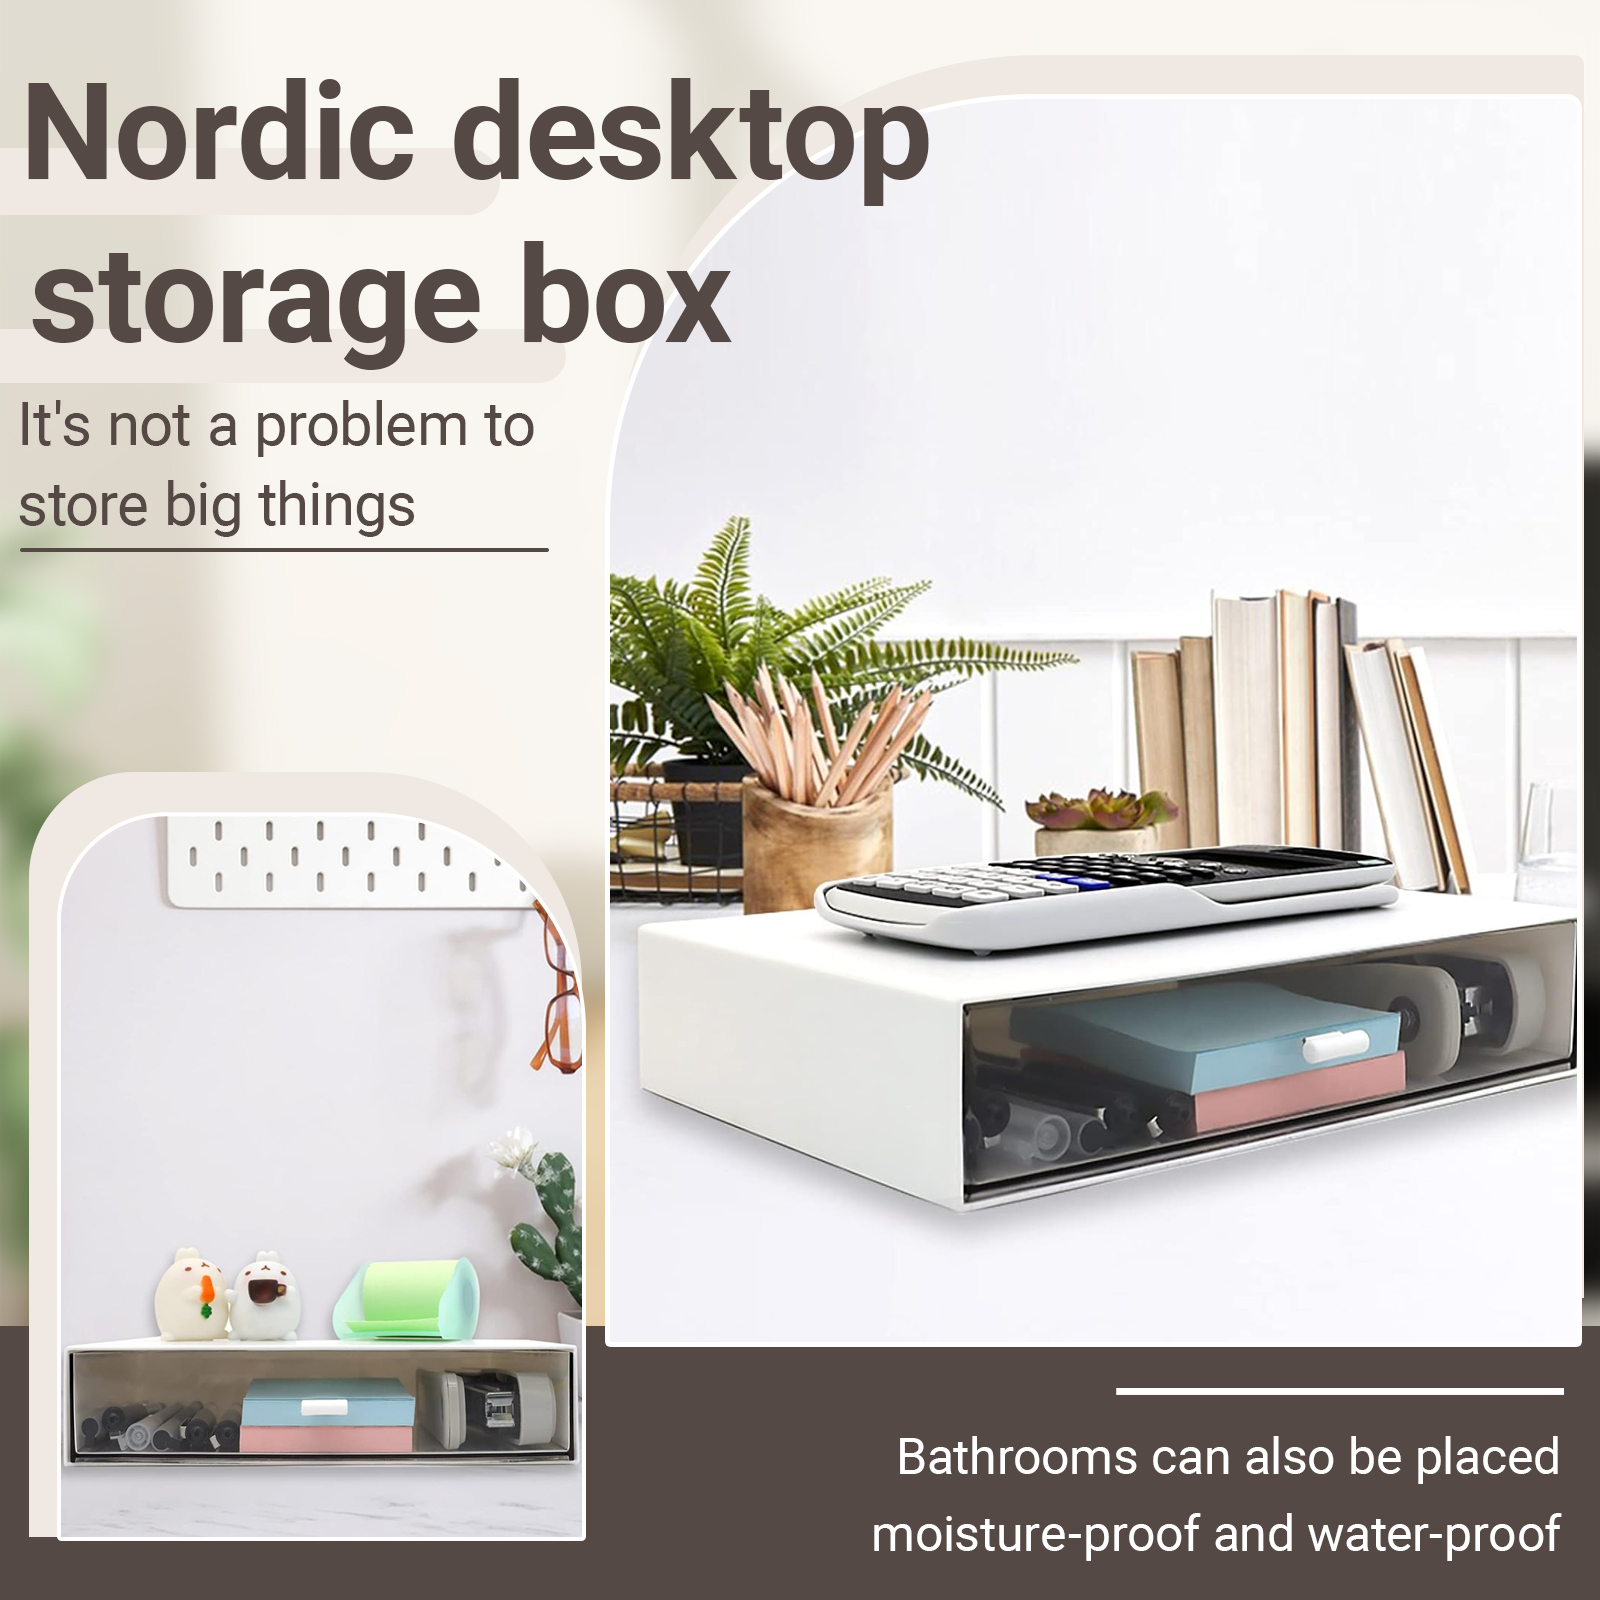 Nordic desktop
storage box
It's not a problem to
store big things
Bathrooms can also be placed
moisture-proof and water-proof